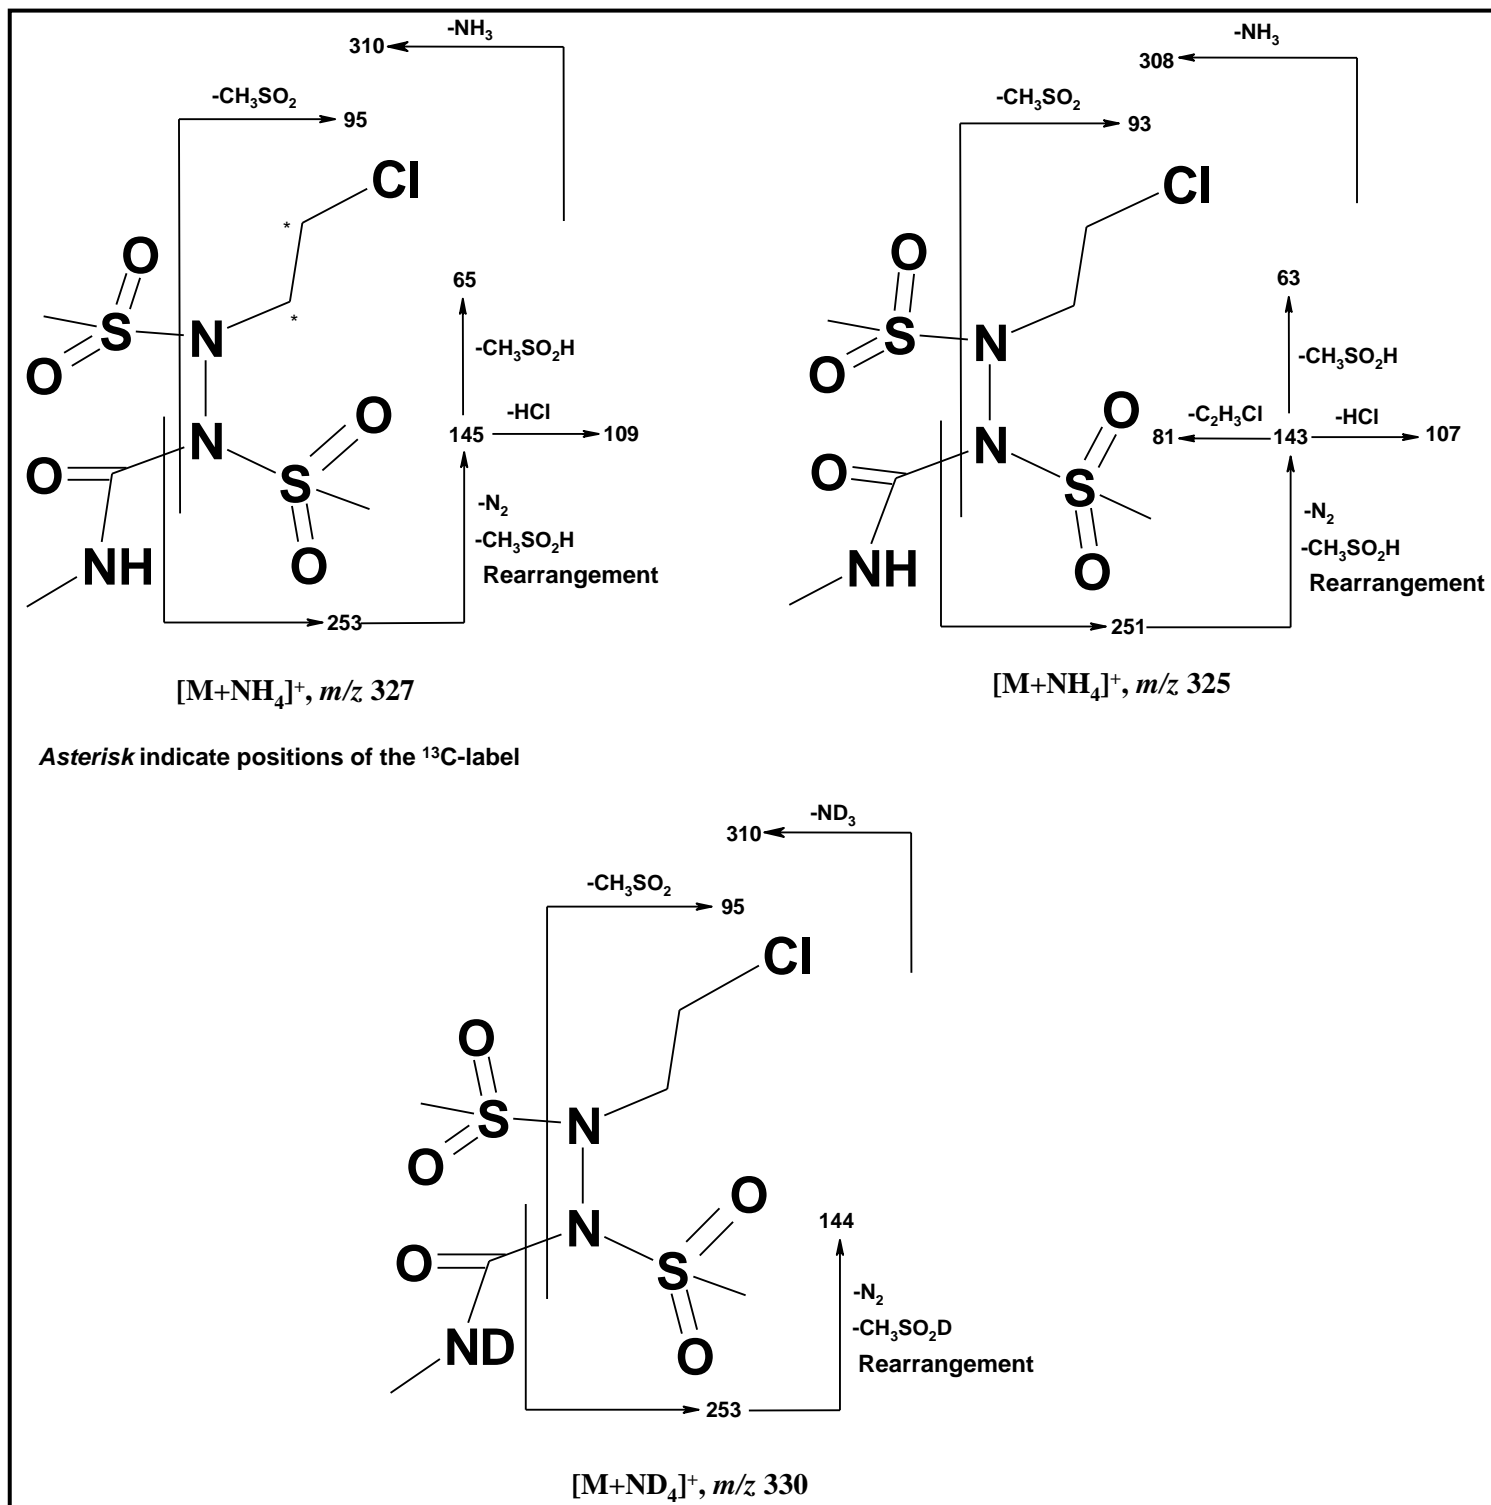 -NH₃
310
-CH₃SO₂
95
Cl
*
O
S
N
*
O
65
-CH₃SO₂H
O
-HCl
N
145
109
O
S
-N₂
-CH₃SO₂H
NH
O
Rearrangement
253
[M+NH₄]⁺, m/z 327
-NH₃
308
-CH₃SO₂
93
Cl
O
S
N
O
63
-CH₃SO₂H
O
-C₂H₃Cl
-HCl
N
81
143
107
O
S
-N₂
-CH₃SO₂H
NH
O
Rearrangement
251
[M+NH₄]⁺, m/z 325
Asterisk indicate positions of the ¹³C-label
-ND₃
310
-CH₃SO₂
95
Cl
O
S
N
O
O
N
144
O
S
-N₂
-CH₃SO₂D
ND
O
Rearrangement
253
[M+ND₄]⁺, m/z 330